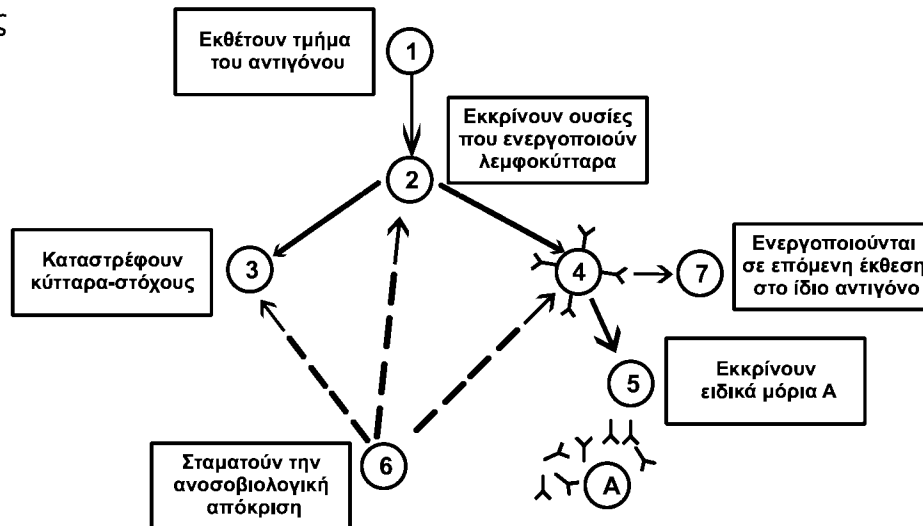 ς
Εκθέτουν τμήμα
του αντιγόνου
1
Εκκρίνουν ουσίες
που ενεργοποιούν
λεμφοκύτταρα
2
Καταστρέφουν
κύτταρα-στόχους
3
4
7
Ενεργοποιούνται
σε επόμενη έκθεση
στο ίδιο αντιγόνο
5
Εκκρίνουν
ειδικά μόρια Α
Σταματούν την
ανοσοβιολογική
απόκριση
6
Α